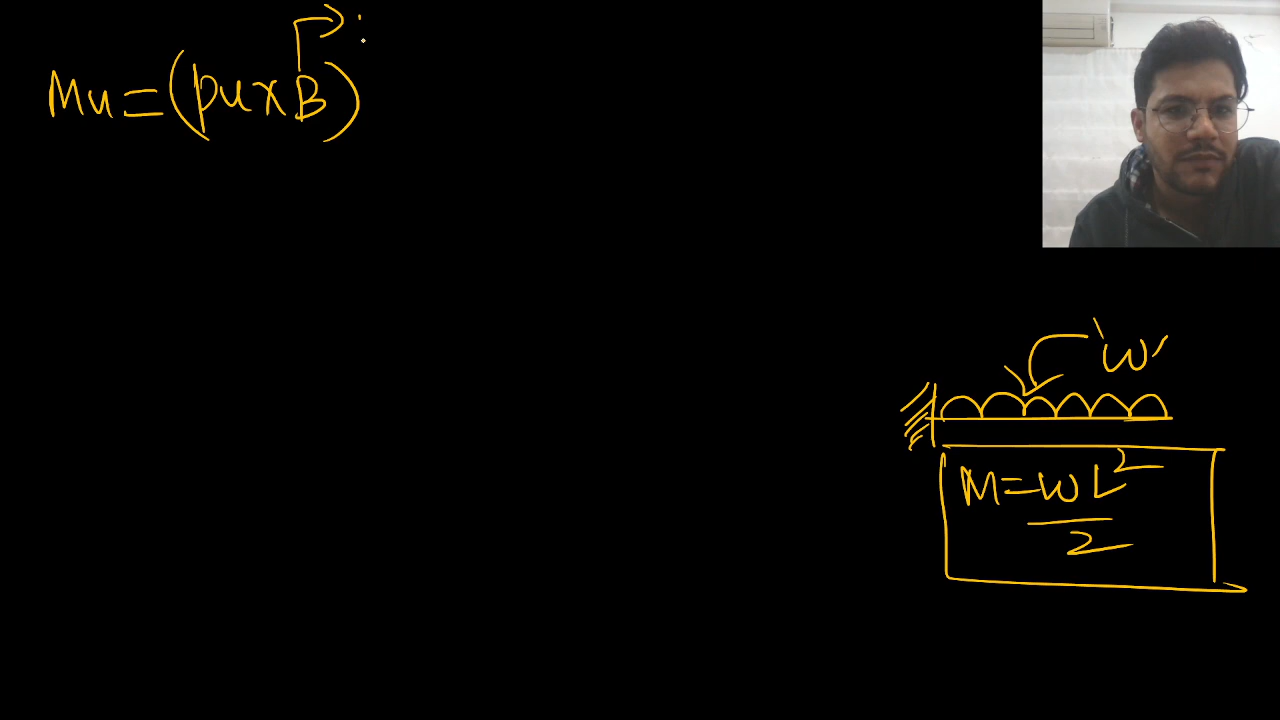 Mu = (pu x B)
'w'
M = wL²
2